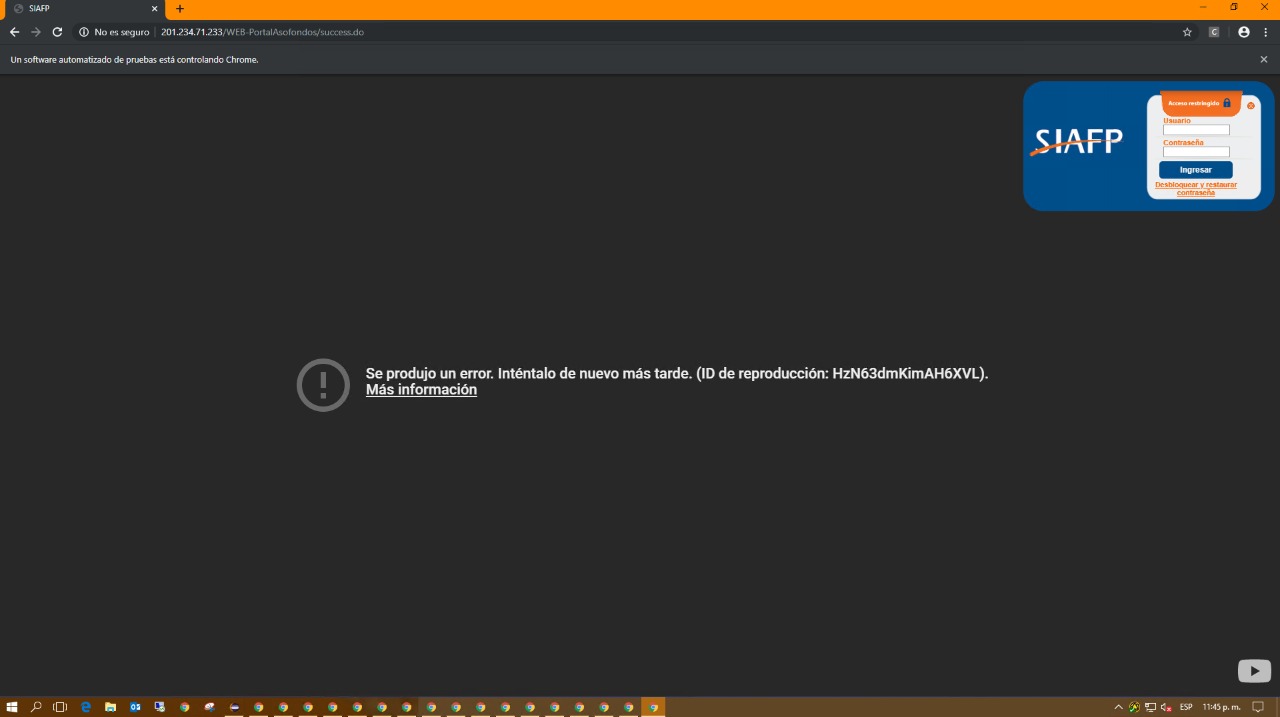 SIAFP
No es seguro
201.234.71.233/WEB-PortalAsofondos/success.do
Un software automatizado de pruebas está controlando Chrome.
SIAFP
Acceso restringido
Usuario
Contraseña
Ingresar
Desbloquear y restaurar
contraseña
Se produjo un error. Inténtalo de nuevo más tarde. (ID de reproducción: HzN63dmKimAH6XVL).
Más información
ESP
11:45 p. m.